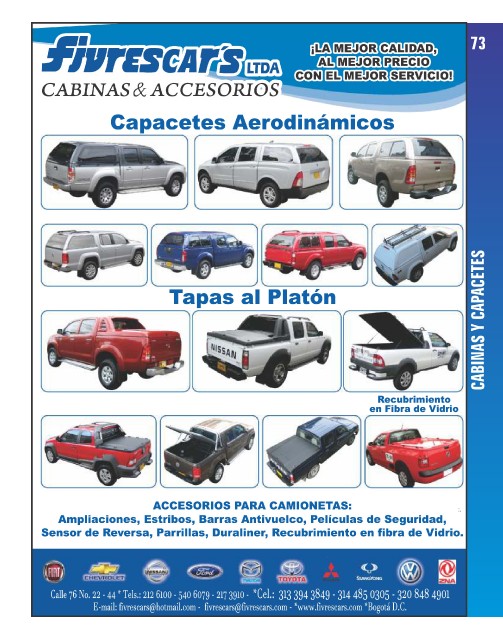 73
Fivrescar's LTDA
CABINAS & ACCESORIOS
¡LA MEJOR CALIDAD,
AL MEJOR PRECIO
CON EL MEJOR SERVICIO!
Capacetes Aerodinámicos
Tapas al Platón
NISSAN
Recubrimiento
en Fibra de Vidrio
CABINAS Y CAPACETES
ACCESORIOS PARA CAMIONETAS:
Ampliaciones, Estribos, Barras Antivuelco, Películas de Seguridad,
Sensor de Reversa, Parrillas, Duraliner, Recubrimiento en fibra de Vidrio.
FIAT
CHEVROLET
NISSAN
Ford
mazda
TOYOTA
SSANGYONG
ZNA
Calle 76 No. 22 - 44 * Tels.: 212 6100 - 540 6079 - 217 3910 - *Cel.: 313 394 3849 - 314 485 0305 - 320 848 4901
E-mail: fivrescars@hotmail.com - fivrescars@fivrescars.com - *www.fivrescars.com *Bogotá D.C.